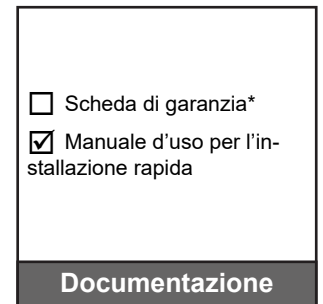 ☐ Scheda di garanzia*
☑ Manuale d'uso per l'in-
stallazione rapida
Documentazione